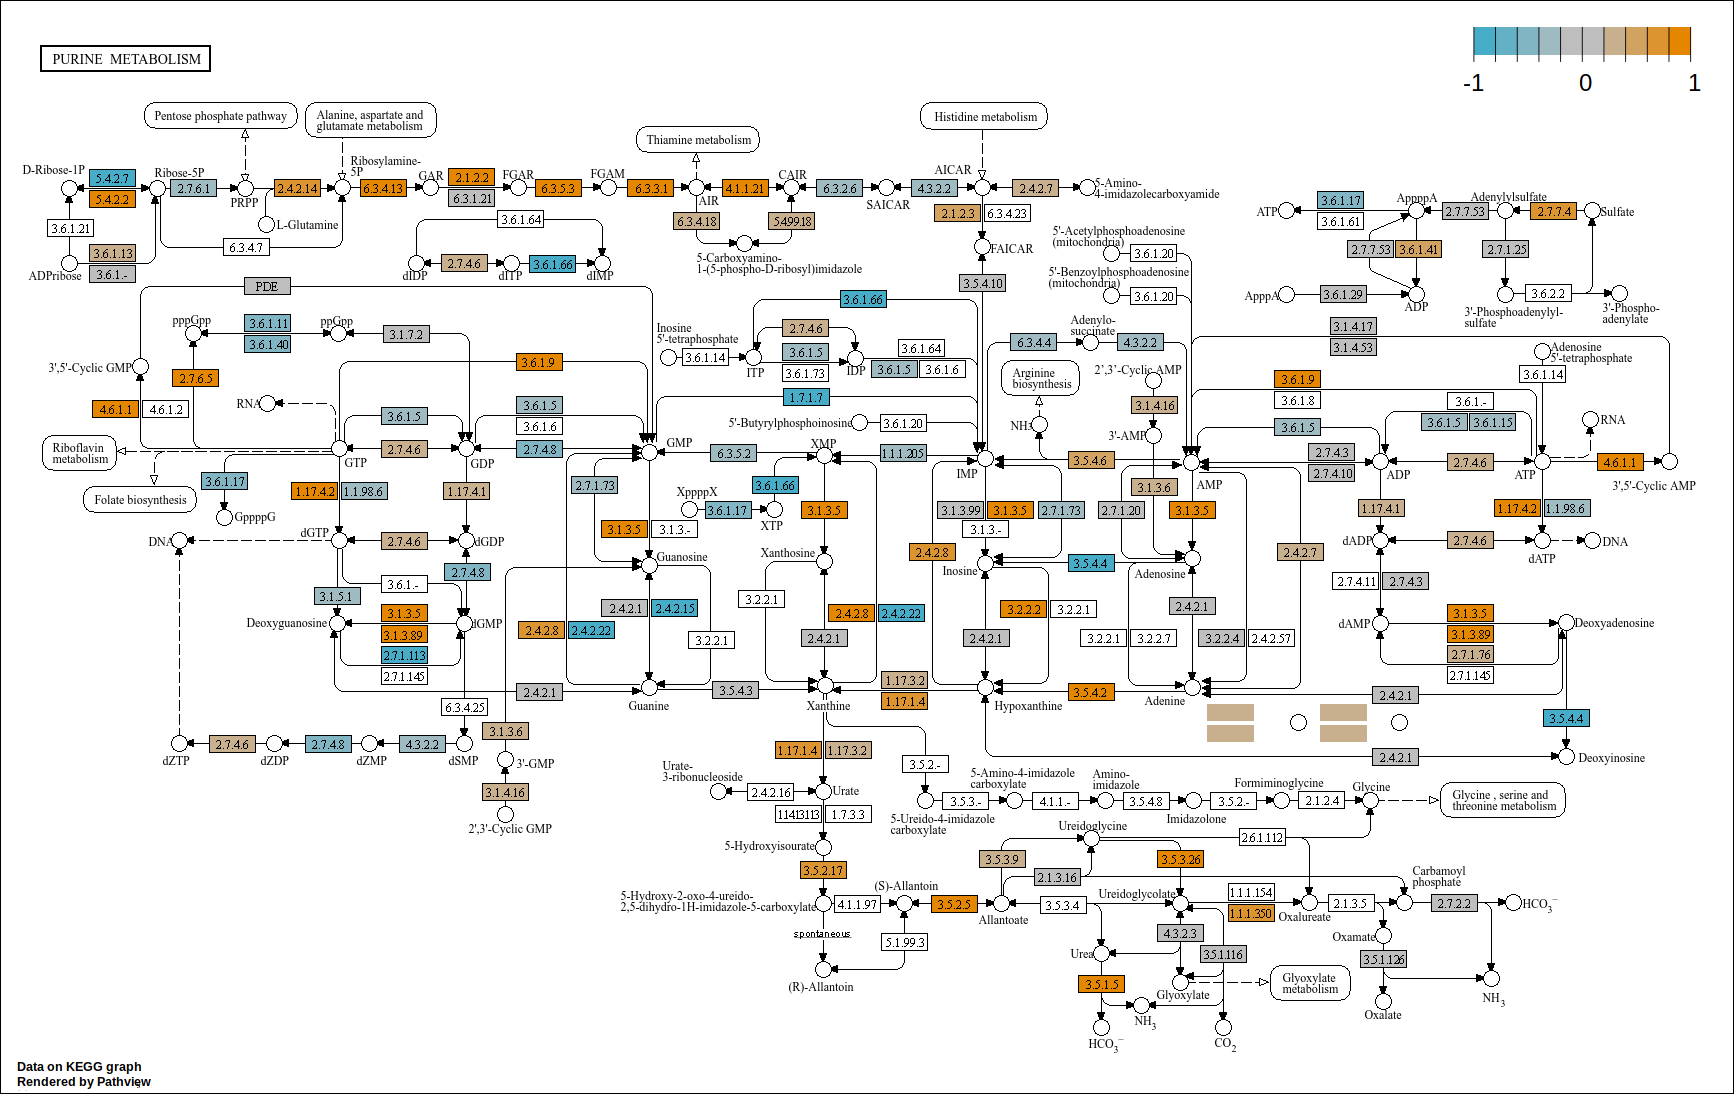 PURINE METABOLISM
-1 0 1
Pentose phosphate pathway
Alanine, aspartate and
glutamate metabolism
Thiamine metabolism
Histidine metabolism
D-Ribose-1P
5.4.2.7
5.4.2.2
Ribose-5P
2.7.6.1
PRPP
2.4.2.14
Ribosylamine-
5P
6.3.4.13
GAR
2.1.2.2
6.3.1.21
FGAR
6.3.5.3
FGAM
6.3.3.1
AIR
4.1.1.21
CAIR
6.3.2.6
SAICAR
4.3.2.2
AICAR
2.4.2.7
5-Amino-
4-imidazolecarboxyamide
3.6.1.21
L-Glutamine
6.3.4.7
3.6.1.13
3.6.1.-
ADPribose
3.6.1.64
dIDP
2.7.4.6
dITP
3.6.1.66
dIMP
6.3.4.18
5.4.99.18
5-Carboxyamino-
1-(5-phospho-D-ribosyl)imidazole
2.1.2.3
6.3.4.23
FAICAR
3.5.4.10
5'-Acetylphosphoadenosine
(mitochondria)
3.6.1.20
5'-Benzoylphosphoadenosine
(mitochondria)
3.6.1.20
ATP
3.6.1.17
3.6.1.61
AppppA
2.7.7.53
Adenylylsulfate
2.7.7.4
Sulfate
2.7.7.53
3.6.1.41
2.7.1.25
ApppA
3.6.1.29
ADP
3.6.2.2
3'-Phosphoadenylyl-
sulfate
3'-Phospho-
adenylate
PDE
pppGpp
3.6.1.11
3.6.1.40
ppGpp
3.1.7.2
3',5'-Cyclic GMP
2.7.6.5
3.6.1.9
4.6.1.1
4.6.1.2
RNA
3.6.1.5
3.6.1.5
3.6.1.6
Riboflavin
metabolism
GTP
2.7.4.6
GDP
2.7.4.8
GMP
Folate biosynthesis
3.6.1.17
GppppG
1.17.4.2
1.1.98.6
1.17.4.1
Inosine
5'-tetraphosphate
3.6.1.14
3.6.1.66
2.7.4.6
ITP
3.6.1.5
3.6.1.73
IDP
3.6.1.64
3.6.1.5
3.6.1.6
1.7.1.7
5'-Butyrylphosphoinosine
3.6.1.20
6.3.4.4
Adenylo-
succinate
4.3.2.2
Arginine
biosynthesis
NH3
2',3'-Cyclic AMP
3.1.4.16
3'-AMP
3.1.4.17
3.1.4.53
Adenosine
5'-tetraphosphate
3.6.1.14
3.6.1.9
3.6.1.8
3.6.1.-
3.6.1.5
3.6.1.15
3.6.1.5
RNA
6.3.5.2
XMP
1.1.1.205
IMP
3.5.4.6
AMP
2.7.4.3
2.7.4.10
ADP
2.7.4.6
ATP
4.6.1.1
3',5'-Cyclic AMP
2.7.1.73
XppppX
3.6.1.17
3.6.1.66
XTP
3.1.3.5
3.1.3.5
3.1.3.-
3.1.3.99
3.1.3.5
3.1.3.-
2.7.1.73
3.1.3.6
2.7.1.20
3.1.3.5
1.17.4.1
1.17.4.2
1.1.98.6
DNA
dGTP
2.7.4.6
dGDP
2.7.4.8
Guanosine
Xanthosine
2.4.2.8
Inosine
3.5.4.4
Adenosine
2.4.2.7
dADP
2.7.4.6
dATP
DNA
3.6.1.-
3.1.5.1
2.7.4.11
2.7.4.3
Deoxyguanosine
3.1.3.5
3.1.3.89
2.7.1.113
2.7.1.145
dGMP
2.4.2.8
2.4.2.22
2.4.2.1
2.4.2.15
3.2.2.1
3.2.2.1
2.4.2.8
2.4.2.22
2.4.2.1
3.2.2.2
3.2.2.1
2.4.2.1
2.4.2.1
3.2.2.1
3.2.2.7
3.2.2.4
2.4.2.57
dAMP
3.1.3.5
3.1.3.89
2.7.1.76
2.7.1.145
Deoxyadenosine
2.4.2.1
Guanine
3.5.4.3
Xanthine
1.17.3.2
1.17.1.4
Hypoxanthine
3.5.4.2
Adenine
2.4.2.1
3.5.4.4
6.3.4.25
dZTP
2.7.4.6
dZDP
2.7.4.8
dZMP
4.3.2.2
dSMP
3.1.3.6
3'-GMP
3.1.4.16
2',3'-Cyclic GMP
1.17.1.4
1.17.3.2
3.5.2.-
2.4.2.1
Deoxyinosine
Urate-
3-ribonucleoside
2.4.2.16
Urate
1.14.13.113
1.7.3.3
3.5.3.-
5-Ureido-4-imidazole
carboxylate
5-Amino-4-imidazole
carboxylate
4.1.1.-
Amino-
imidazole
3.5.4.8
Imidazolone
3.5.2.-
Formiminoglycine
2.1.2.4
Glycine
Glycine , serine and
threonine metabolism
5-Hydroxyisourate
3.5.2.17
Ureidoglycine
2.6.1.112
3.5.3.9
2.1.3.16
3.5.3.26
5-Hydroxy-2-oxo-4-ureido-
2,5-dihydro-1H-imidazole-5-carboxylate
4.1.1.97
(S)-Allantoin
3.5.2.5
Allantoate
3.5.3.4
Ureidoglycolate
1.1.1.154
1.1.1.350
Oxalureate
2.1.3.5
Carbamoyl
phosphate
2.7.2.2
HCO3−
spontaneous
5.1.99.3
(R)-Allantoin
Urea
4.3.2.3
3.5.1.116
Oxamate
3.5.1.126
3.5.1.5
Glyoxylate
Glyoxylate
metabolism
NH3
HCO3−
CO2
Oxalate
NH3
Data on KEGG graph
Rendered by Pathview